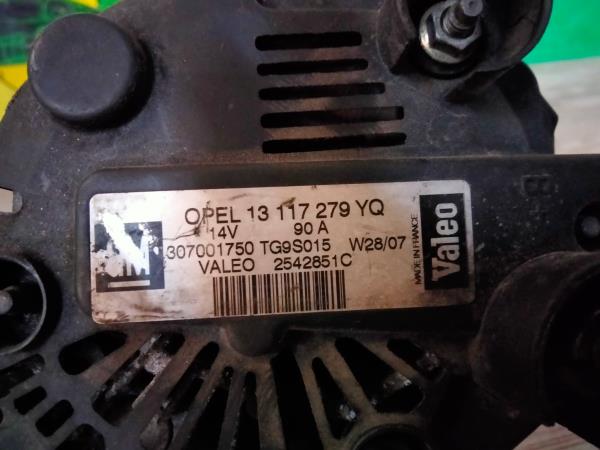 OPEL 13 117 279 YQ
14V 90 A
307001750 TG9S015 W28/07
VALEO 2542851C
MADE IN FRANCE
Valeo
B